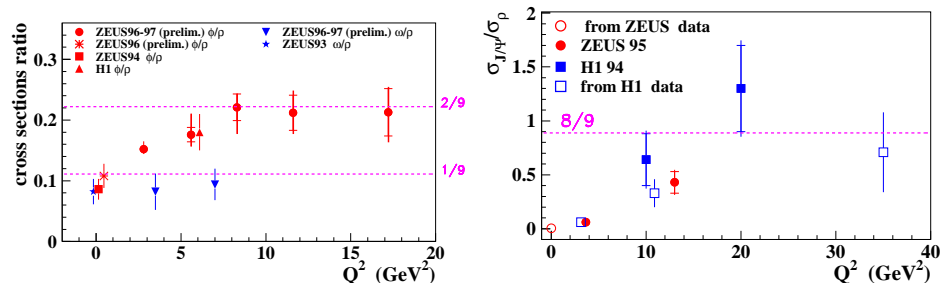 ZEUS96-97 (prelim.) ϕ/ρ
ZEUS96 (prelim.) ϕ/ρ
ZEUS94 ϕ/ρ
H1 ϕ/ρ
ZEUS96-97 (prelim.) ω/ρ
ZEUS93 ω/ρ
cross sections ratio
0.3
0.2
0.1
0
2/9
1/9
0 5 10 15 20
Q² (GeV²)
σJ/Ψ/σρ
from ZEUS data
ZEUS 95
H1 94
from H1 data
2
1.5
1
0.5
0
8/9
0 10 20 30 40
Q² (GeV²)